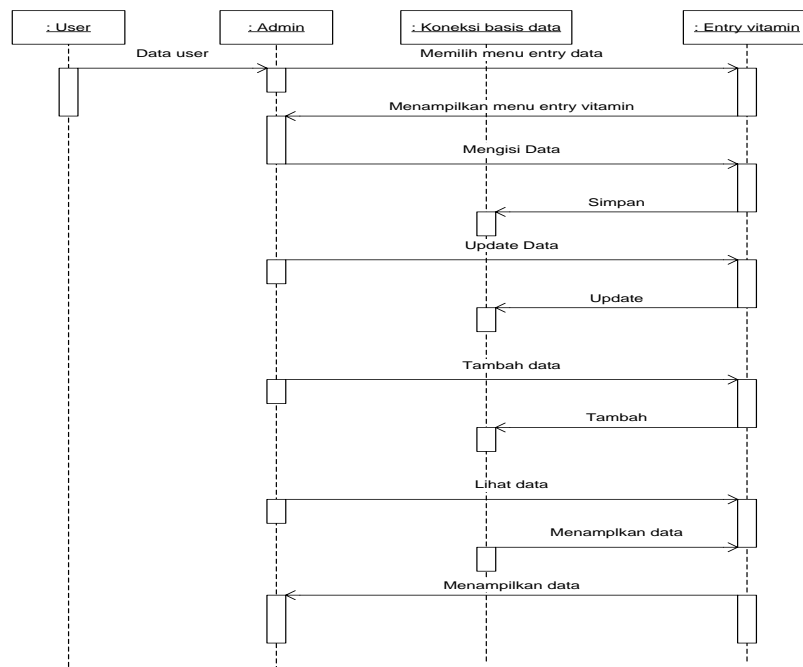 : User
: Admin
: Koneksi basis data
: Entry vitamin
Data user
Memilih menu entry data
Menampilkan menu entry vitamin
Mengisi Data
Simpan
Update Data
Update
Tambah data
Tambah
Lihat data
Menamplkan data
Menampilkan data